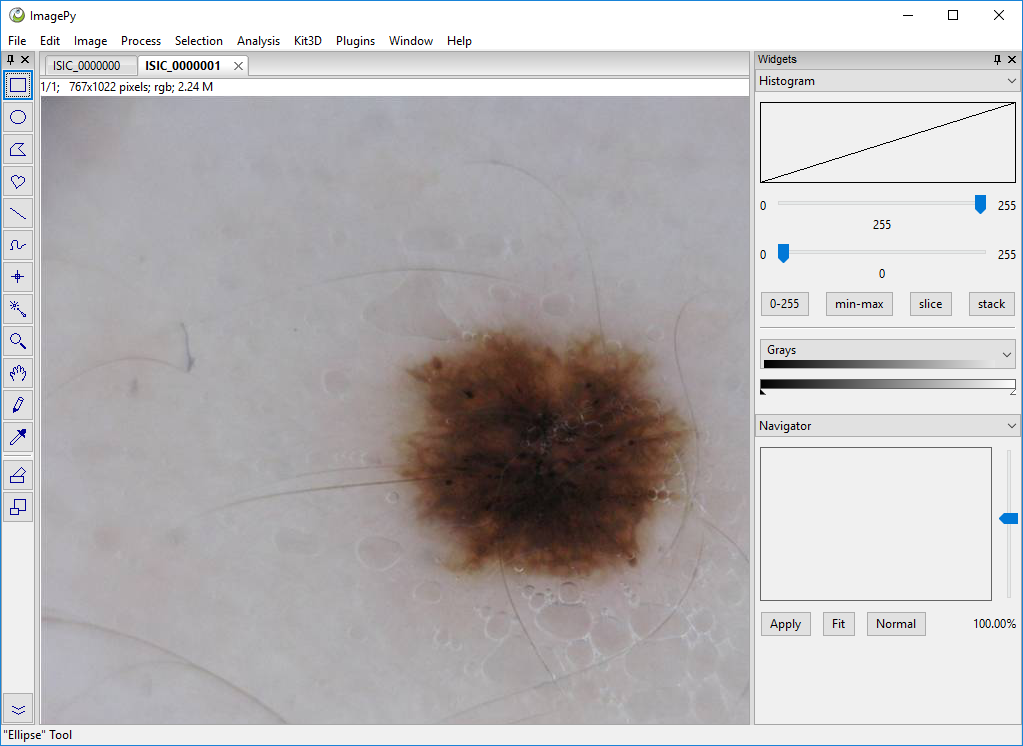 ImagePy
File Edit Image Process Selection Analysis Kit3D Plugins Window Help
ISIC_0000000 ISIC_0000001
1/1; 767x1022 pixels; rgb; 2.24 M
Widgets
Histogram
0 255
255
0 255
0
0-255 min-max slice stack
Grays
Navigator
Apply Fit Normal 100.00%
"Ellipse" Tool